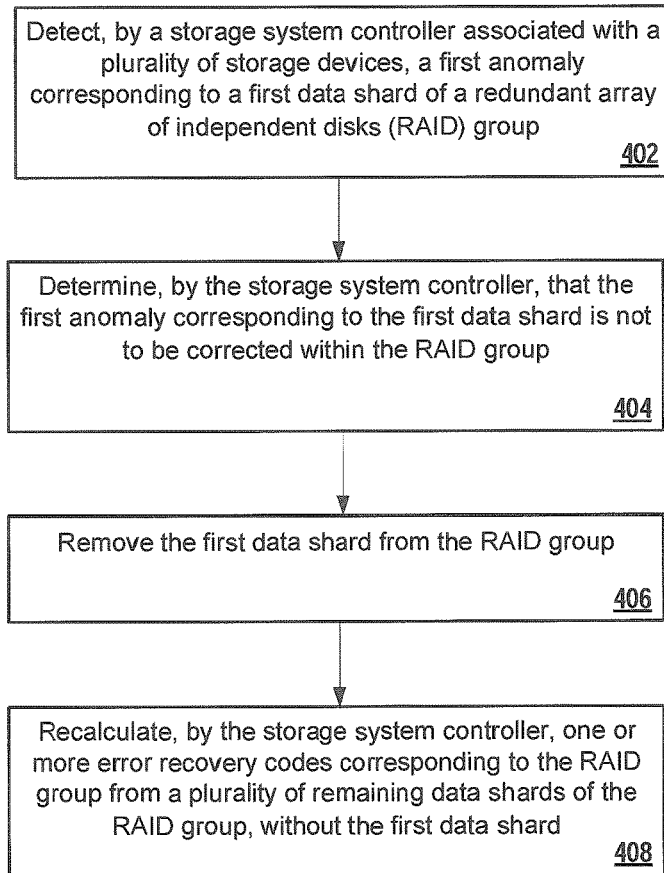 Detect, by a storage system controller associated with a
plurality of storage devices, a first anomaly
corresponding to a first data shard of a redundant array
of independent disks (RAID) group
402
Determine, by the storage system controller, that the
first anomaly corresponding to the first data shard is not
to be corrected within the RAID group
404
Remove the first data shard from the RAID group
406
Recalculate, by the storage system controller, one or
more error recovery codes corresponding to the RAID
group from a plurality of remaining data shards of the
RAID group, without the first data shard
408